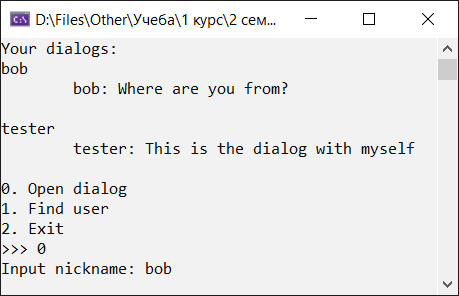 D:\Files\Other\Учеба\1 курс\2 сем...
Your dialogs:
bob
bob: Where are you from?
tester
tester: This is the dialog with myself
0. Open dialog
1. Find user
2. Exit
>>> 0
Input nickname: bob